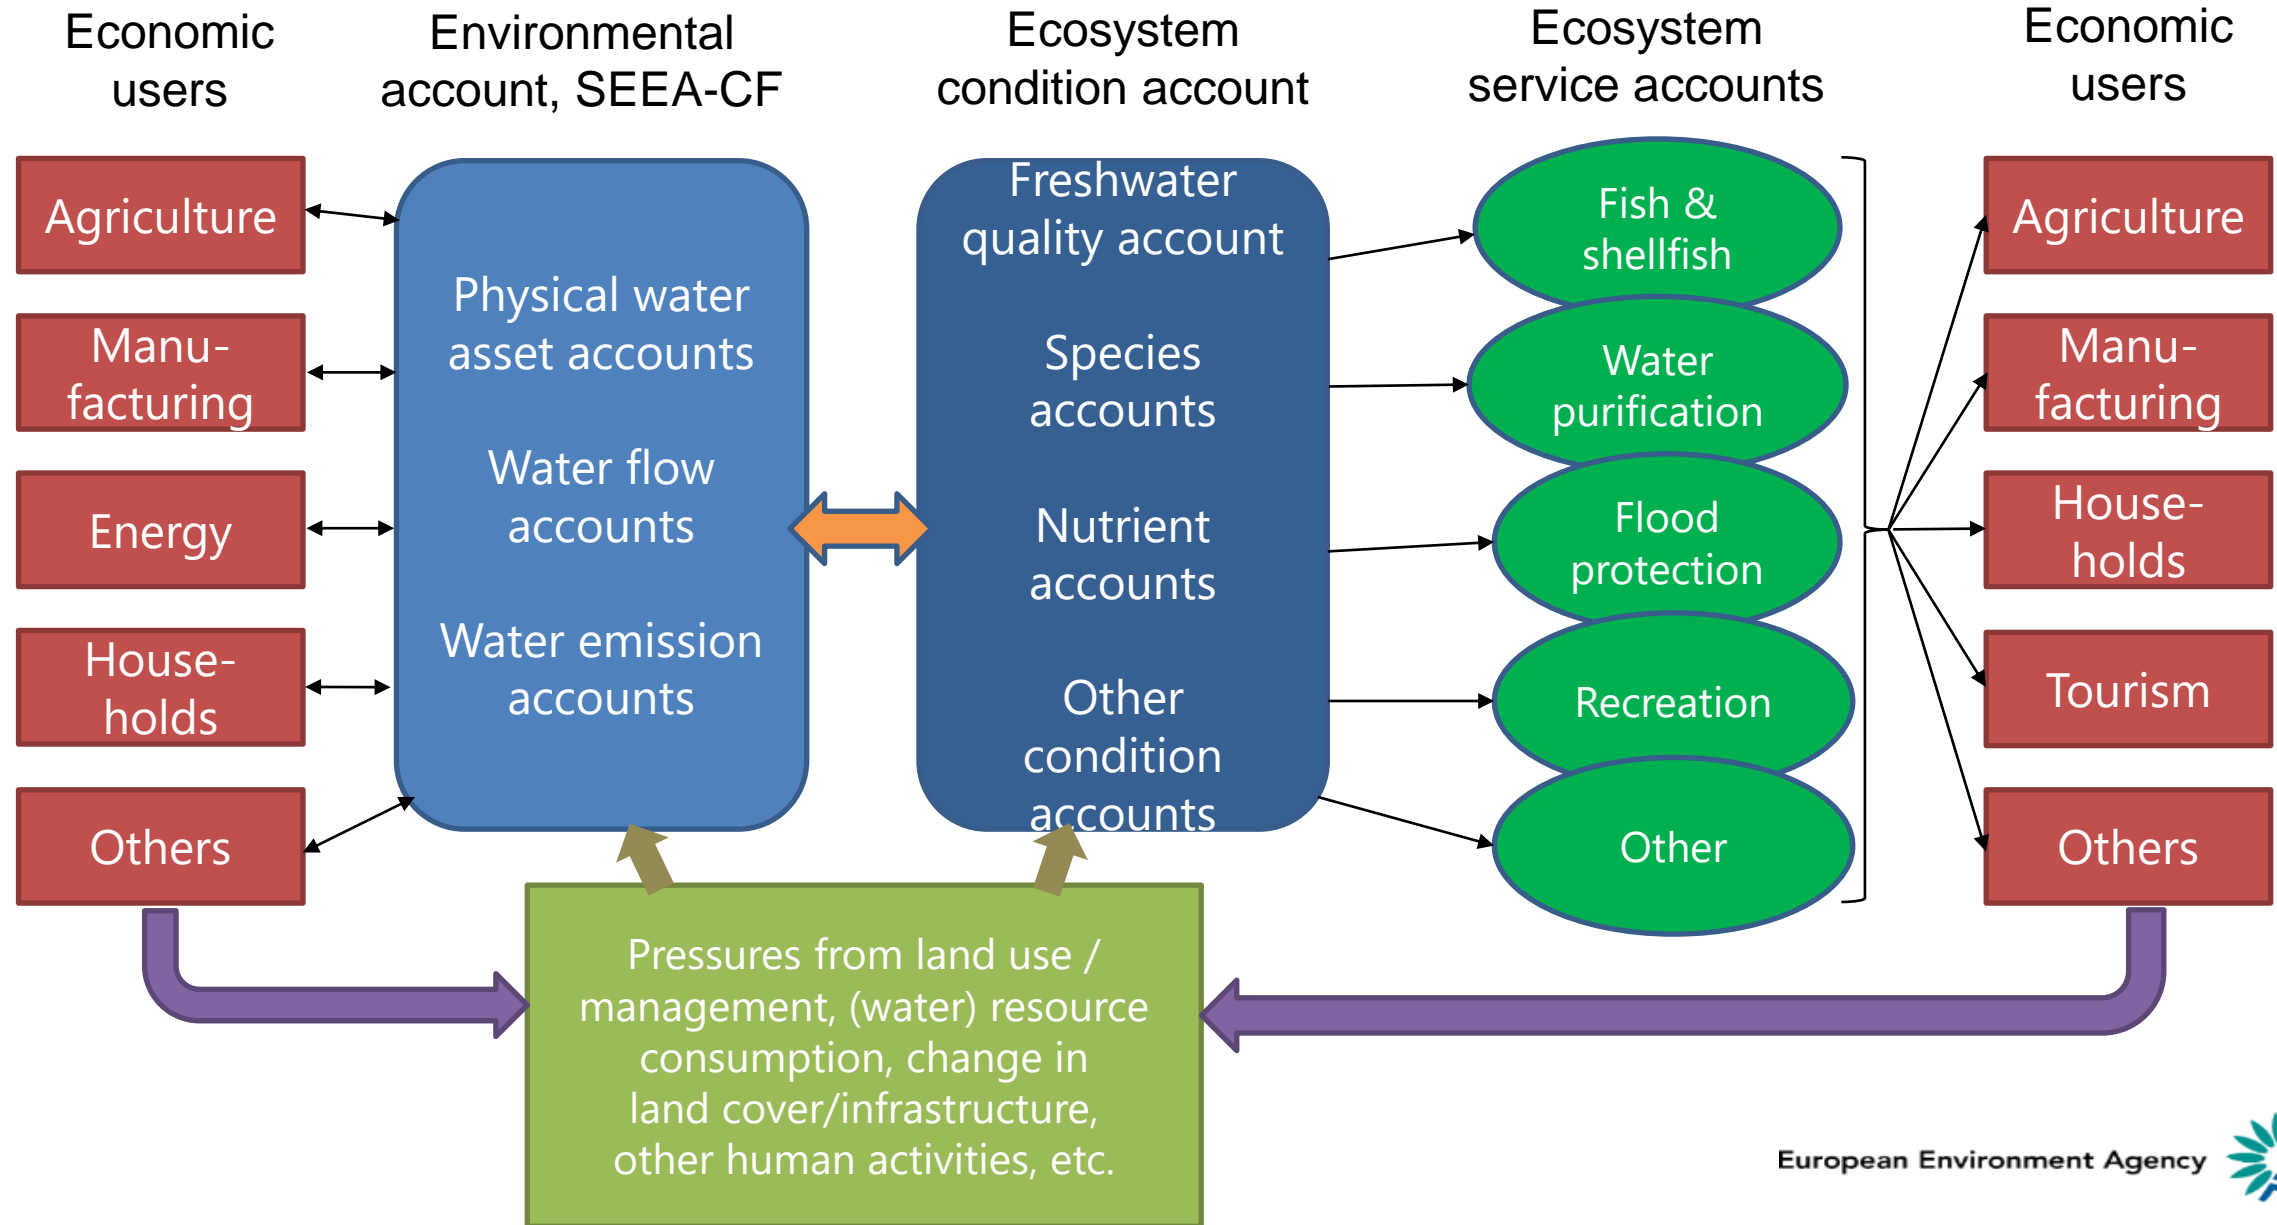 Economic
users
Environmental
account, SEEA-CF
Ecosystem
condition account
Ecosystem
service accounts
Economic
users
Agriculture
Manu-
facturing
Energy
House-
holds
Others
Physical water
asset accounts
Water flow
accounts
Water emission
accounts
Freshwater
quality account
Species
accounts
Nutrient
accounts
Other
condition
accounts
Fish &
shellfish
Water
purification
Flood
protection
Recreation
Other
Agriculture
Manu-
facturing
House-
holds
Tourism
Others
Pressures from land use /
management, (water) resource
consumption, change in
land cover/infrastructure,
other human activities, etc.
European Environment Agency